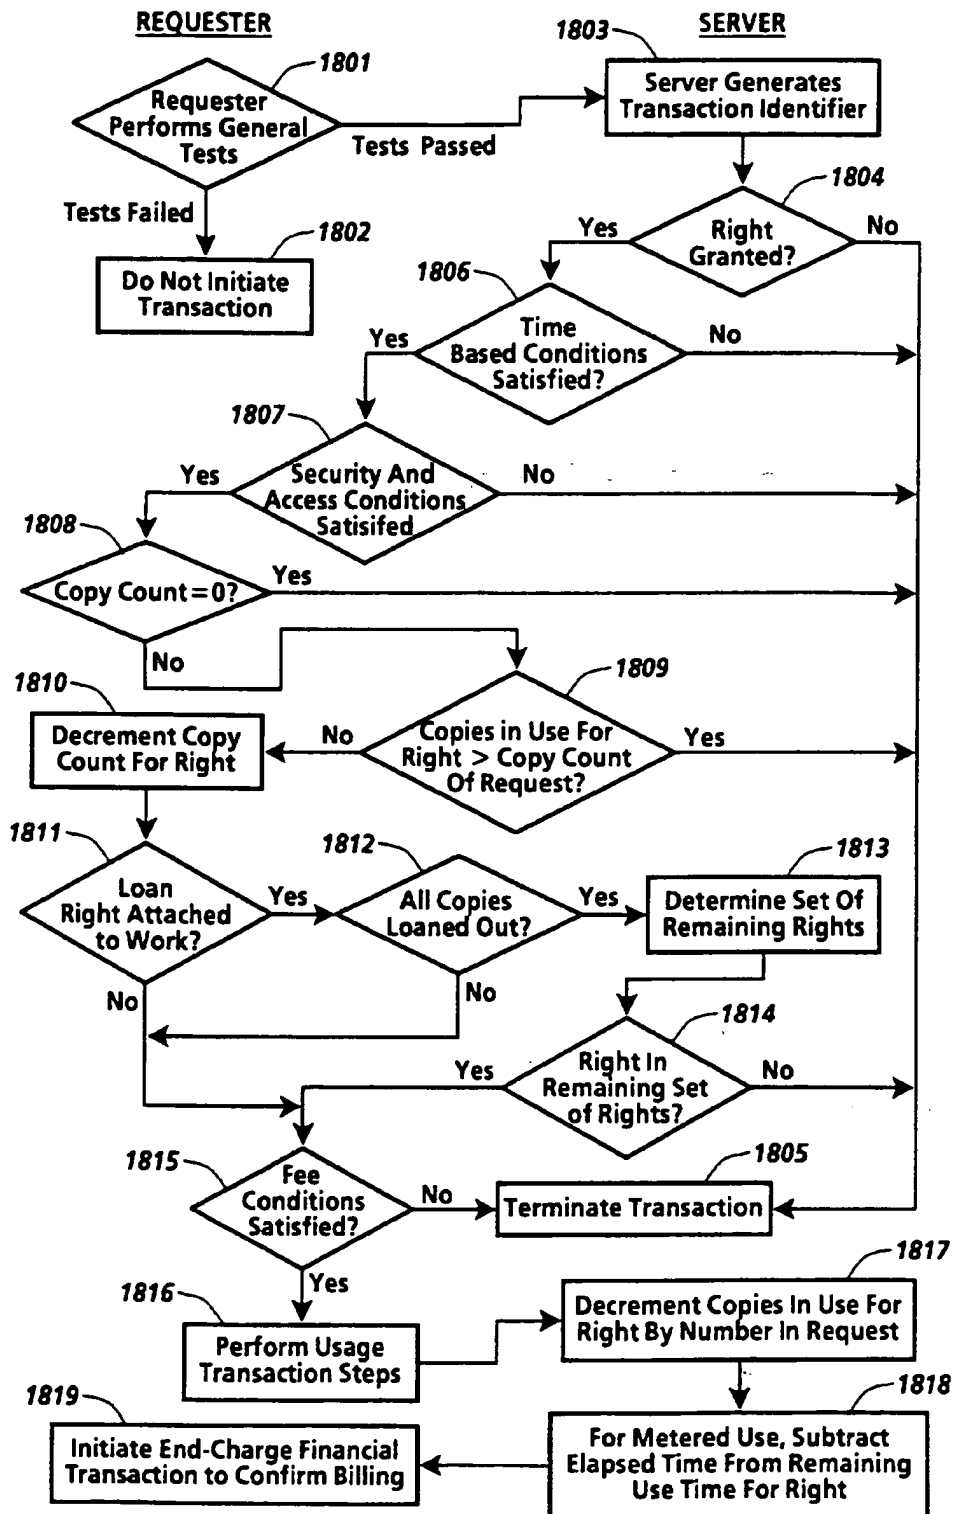 REQUESTER
SERVER
1801
1803
Requester
Performs General
Tests
Server Generates
Transaction Identifier
Tests Passed
Tests Failed
1802
Do Not Initiate
Transaction
1804
Yes
Right
Granted?
No
1806
Yes
Time
Based Conditions
Satisfied?
No
1807
Yes
Security And
Access Conditions
Satisifed
No
1808
Copy Count = 0?
Yes
No
1809
1810
Decrement Copy
Count For Right
No
Copies in Use For
Right > Copy Count
Of Request?
Yes
1811
Loan
Right Attached
to Work?
Yes
1812
All Copies
Loaned Out?
Yes
1813
Determine Set Of
Remaining Rights
No
No
1814
Yes
Right In
Remaining Set
of Rights?
No
1815
Fee
Conditions
Satisfied?
No
1805
Terminate Transaction
Yes
1816
Perform Usage
Transaction Steps
1817
Decrement Copies In Use For
Right By Number In Request
1818
For Metered Use, Subtract
Elapsed Time From Remaining
Use Time For Right
1819
Initiate End-Charge Financial
Transaction to Confirm Billing